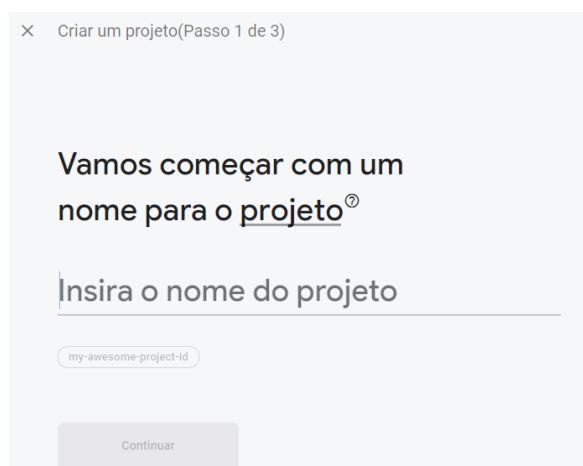 Criar um projeto(Passo 1 de 3)
Vamos começar com um
nome para o projeto
Insira o nome do projeto
my-awesome-project-id
Continuar